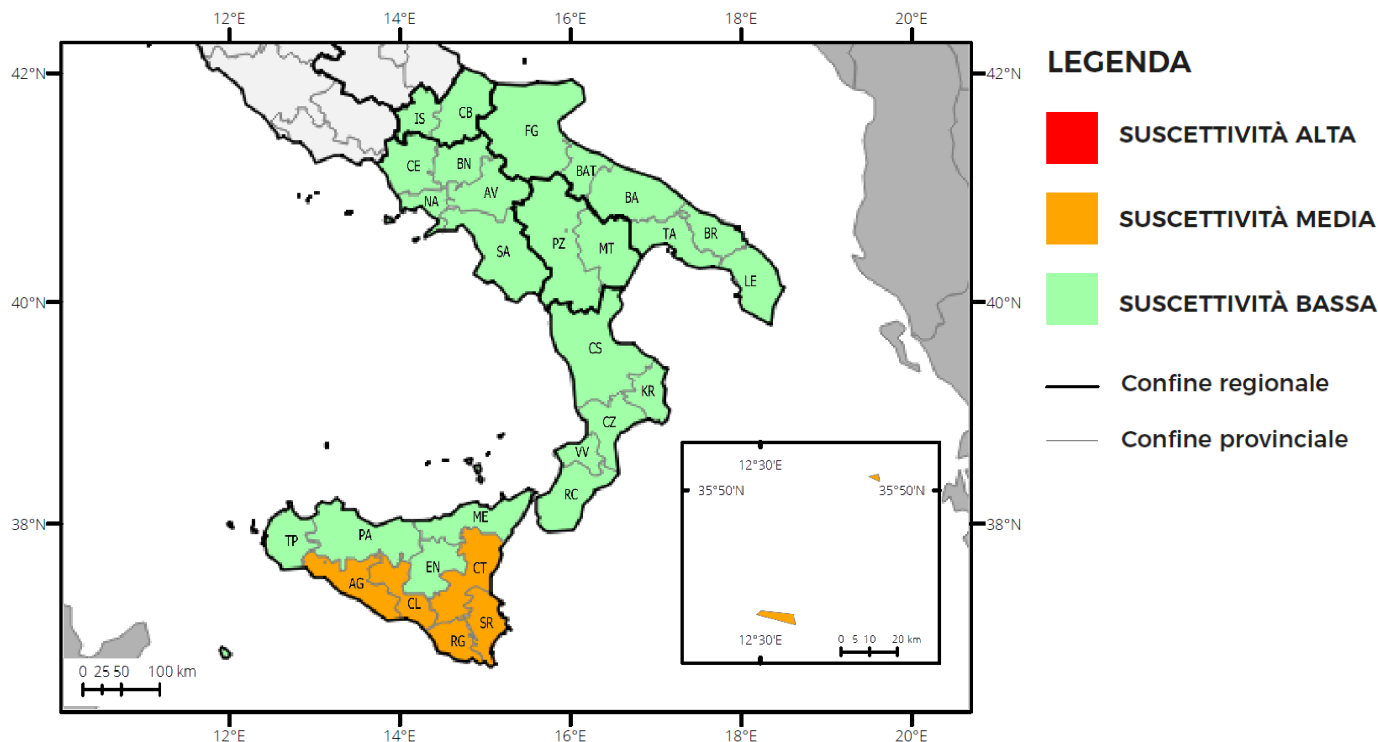 12°E 14°E 16°E 18°E 20°E
42°N 42°N
IS CB
FG
CE BN
BAT
NA AV
BA
PZ MT TA BR
SA
LE
40°N 40°N
CS
KR
CZ
VV
RC
38°N 38°N
ME
TP PA
EN CT
AG
CL
SR
RG
12°30'E
35°50'N 35°50'N
12°30'E
0 5 10 20 km
0 25 50 100 km
12°E 14°E 16°E 18°E 20°E
LEGENDA
SUSCETTIVITÀ ALTA
SUSCETTIVITÀ MEDIA
SUSCETTIVITÀ BASSA
Confine regionale
Confine provinciale